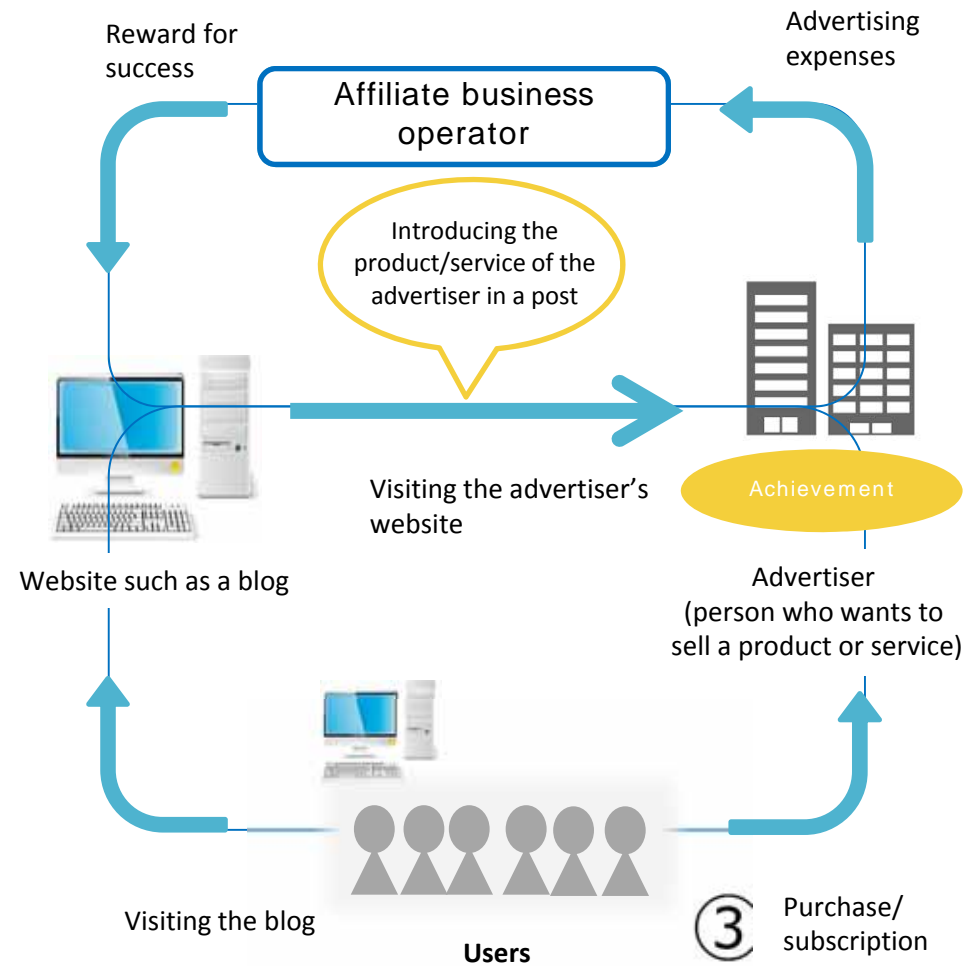 Reward for
success
Advertising
expenses
Affiliate business
operator
Introducing the
product/service of the
advertiser in a post
Visiting the advertiser’s
website
Achievement
Website such as a blog
Advertiser
(person who wants to
sell a product or service)
Visiting the blog
Users
③
Purchase/
subscription